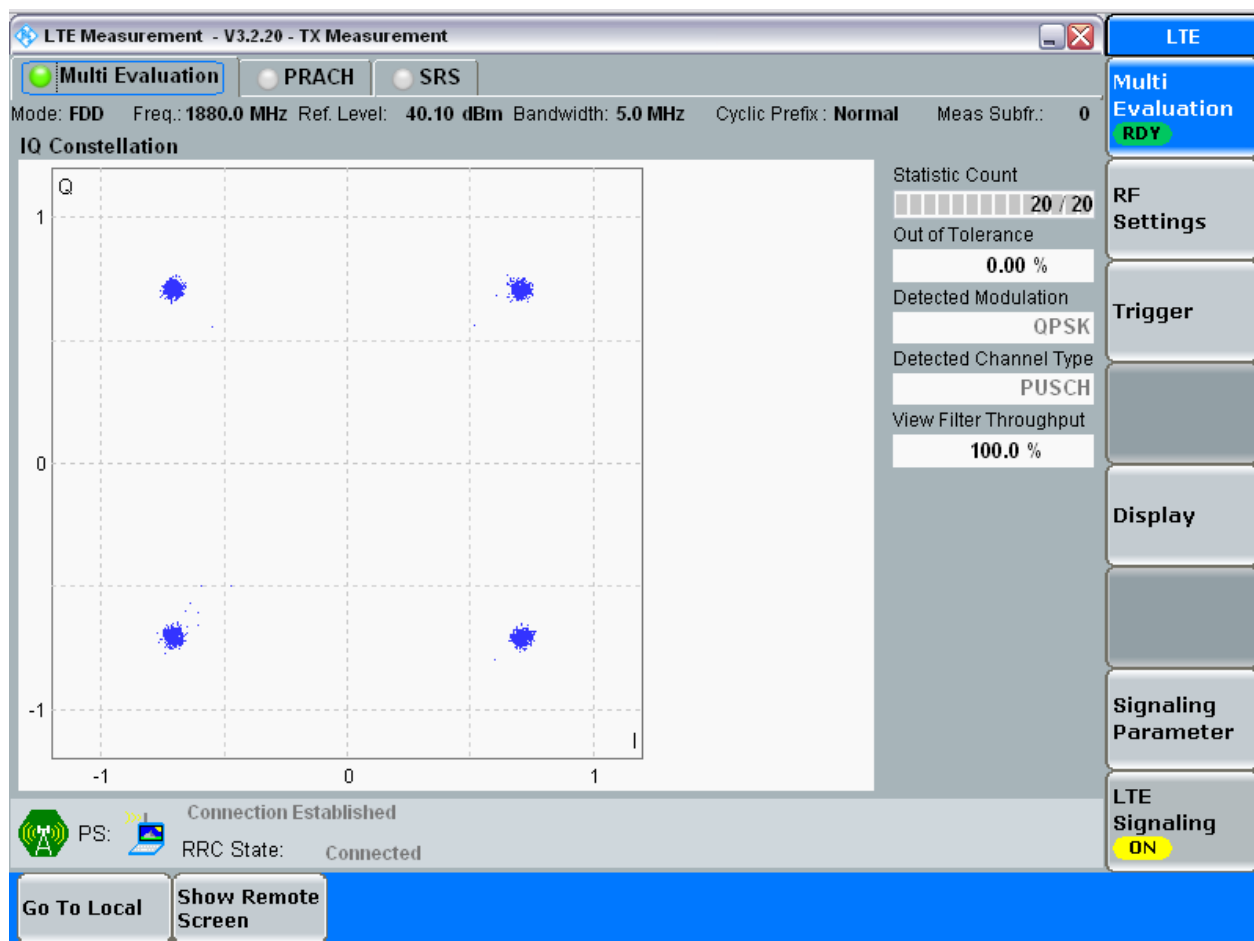 LTE Measurement - V3.2.20 - TX Measurement
LTE
Multi Evaluation PRACH SRS
Multi
Evaluation
RDY
Mode: FDD Freq.: 1880.0 MHz Ref. Level: 40.10 dBm Bandwidth: 5.0 MHz Cyclic Prefix : Normal Meas Subfr.: 0
IQ Constellation
Q
1
0
-1
I
-1 0 1
Statistic Count
20 / 20
Out of Tolerance
0.00 %
Detected Modulation
QPSK
Detected Channel Type
PUSCH
View Filter Throughput
100.0 %
RF
Settings
Trigger
Display
Signaling
Parameter
LTE
Signaling
ON
PS:
Connection Established
RRC State: Connected
Go To Local
Show Remote
Screen